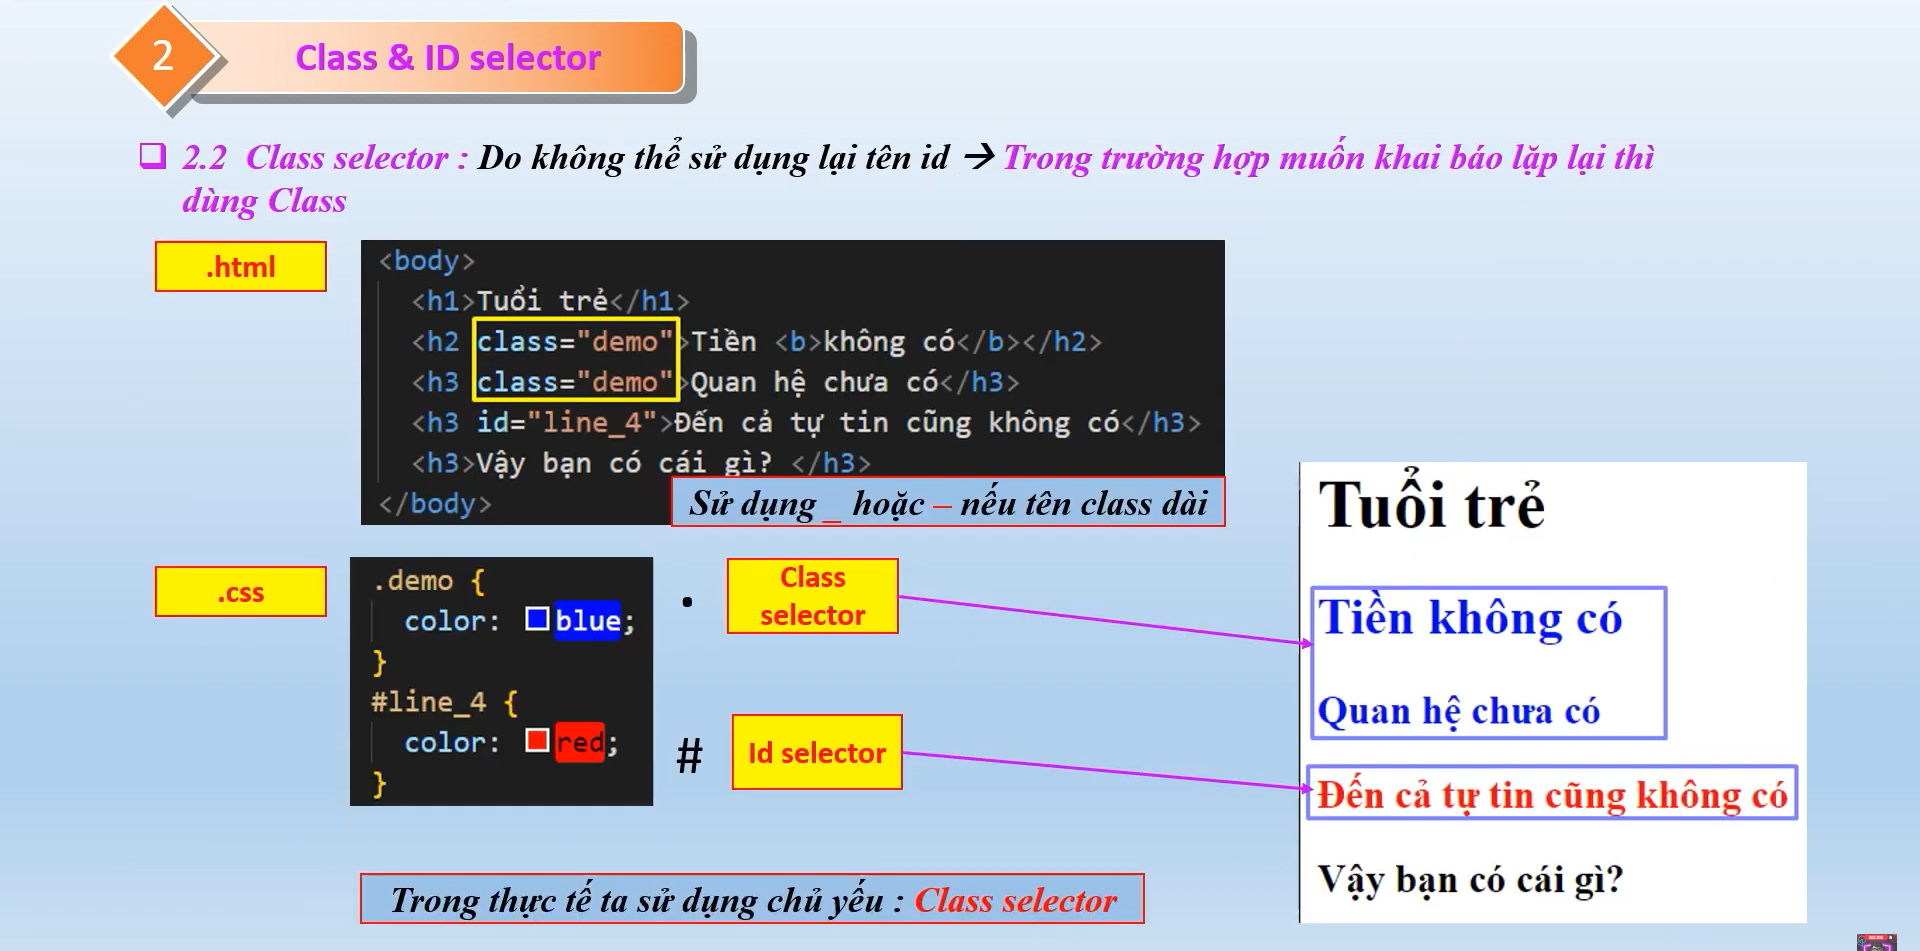 2
Class & ID selector
2.2 Class selector : Do không thể sử dụng lại tên id → Trong trường hợp muốn khai báo lặp lại thì
dùng Class
.html
<body>
<h1>Tuổi trẻ</h1>
<h2 class="demo">Tiền <b>không có</b></h2>
<h3 class="demo">Quan hệ chưa có</h3>
<h3 id="line_4">Đến cả tự tin cũng không có</h3>
<h3>Vậy bạn có cái gì? </h3>
</body>
Sử dụng _ hoặc – nếu tên class dài
.css
.demo {
color: blue;
}
#line_4 {
color: red;
}
.
Class
selector
#
Id selector
Tuổi trẻ
Tiền không có
Quan hệ chưa có
Đến cả tự tin cũng không có
Vậy bạn có cái gì?
Trong thực tế ta sử dụng chủ yếu : Class selector